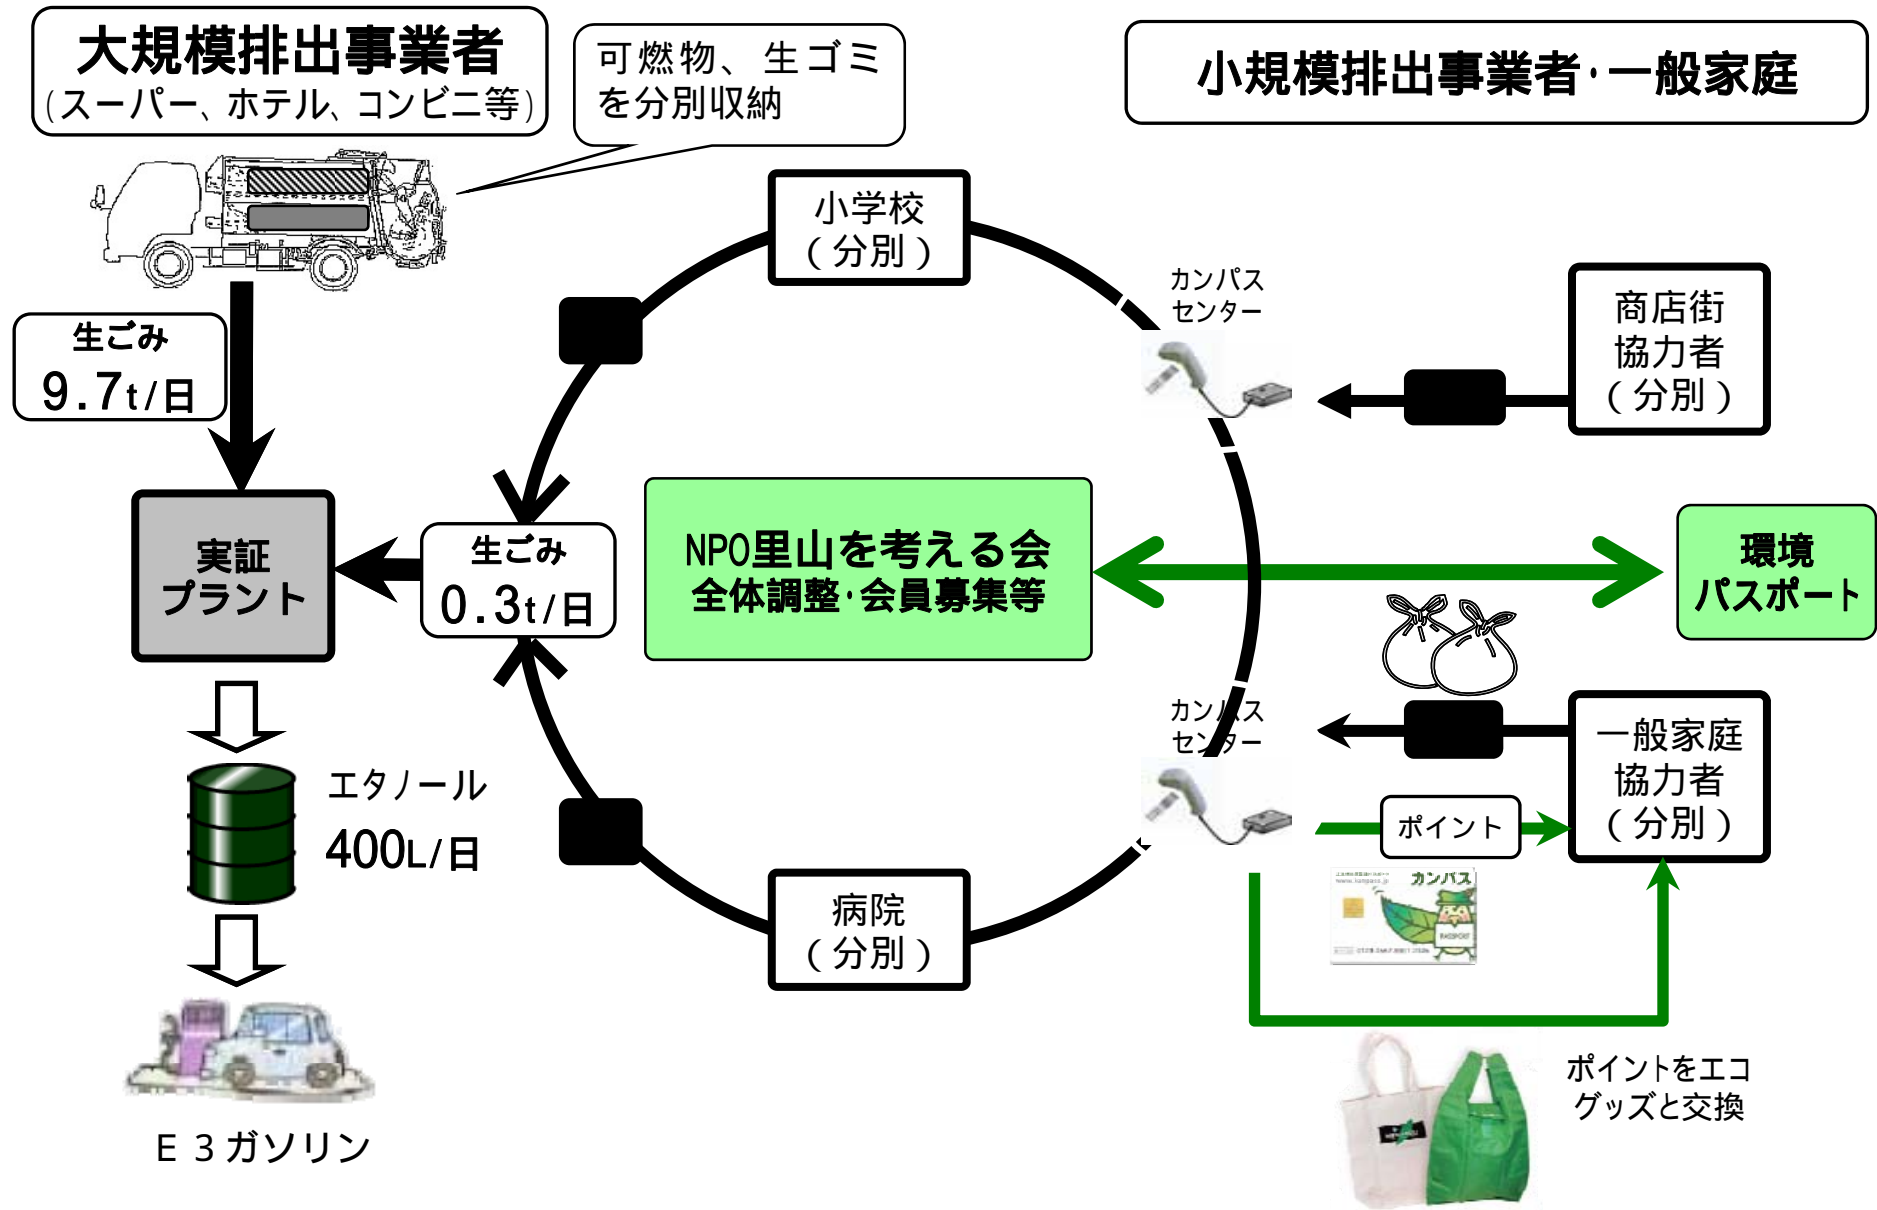 大規模排出事業者
(スーパー、ホテル、コンビニ等)
可燃物、生ゴミ
を分別収納
小規模排出事業者・一般家庭
小学校
(分別)
カンパス
センター
商店街
協力者
(分別)
生ごみ
9.7t/日
実証
プラント
生ごみ
0.3t/日
NPO里山を考える会
全体調整・会員募集等
環境
パスポート
カンパス
センター
一般家庭
協力者
(分別)
ポイント
エタノール
400L/日
病院
(分別)
カンパス
PASSPORT
ポイントをエコ
グッズと交換
E3ガソリン